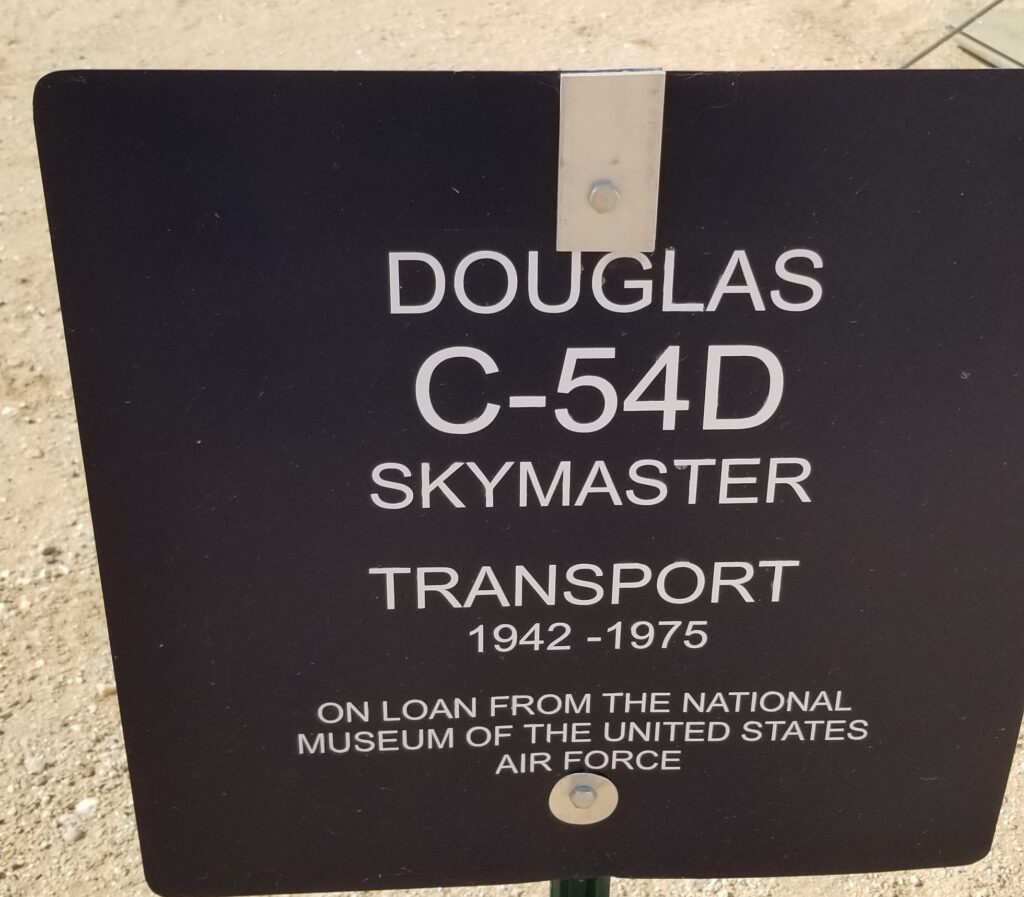 DOUGLAS
C-54D
SKYMASTER
TRANSPORT
1942 -1975
ON LOAN FROM THE NATIONAL
MUSEUM OF THE UNITED STATES
AIR FORCE